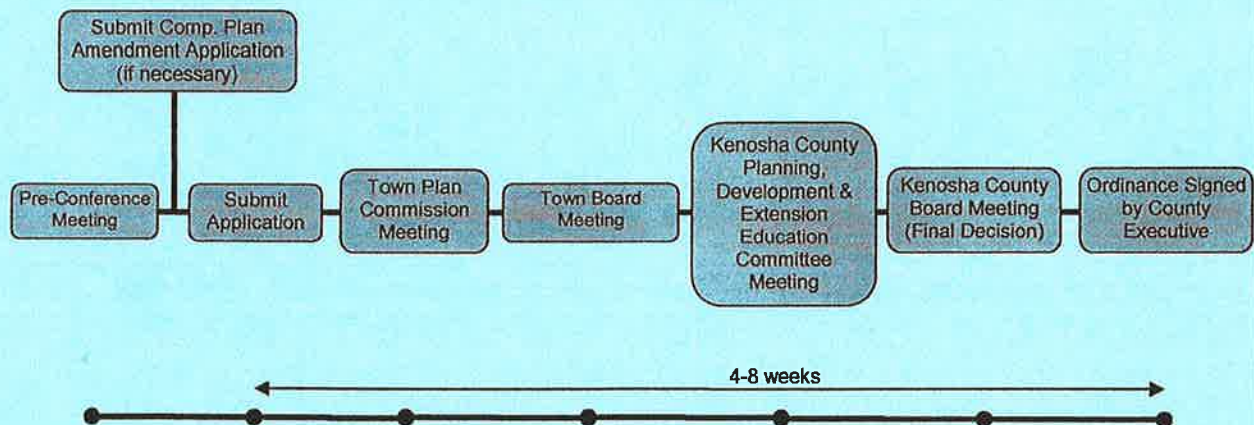 Submit Comp. Plan
Amendment Application
(if necessary)
Pre-Conference
Meeting
Submit
Application
Town Plan
Commission
Meeting
Town Board
Meeting
Kenosha County
Planning,
Development &
Extension
Education
Committee
Meeting
Kenosha County
Board Meeting
(Final Decision)
Ordinance Signed
by County
Executive
4-8 weeks